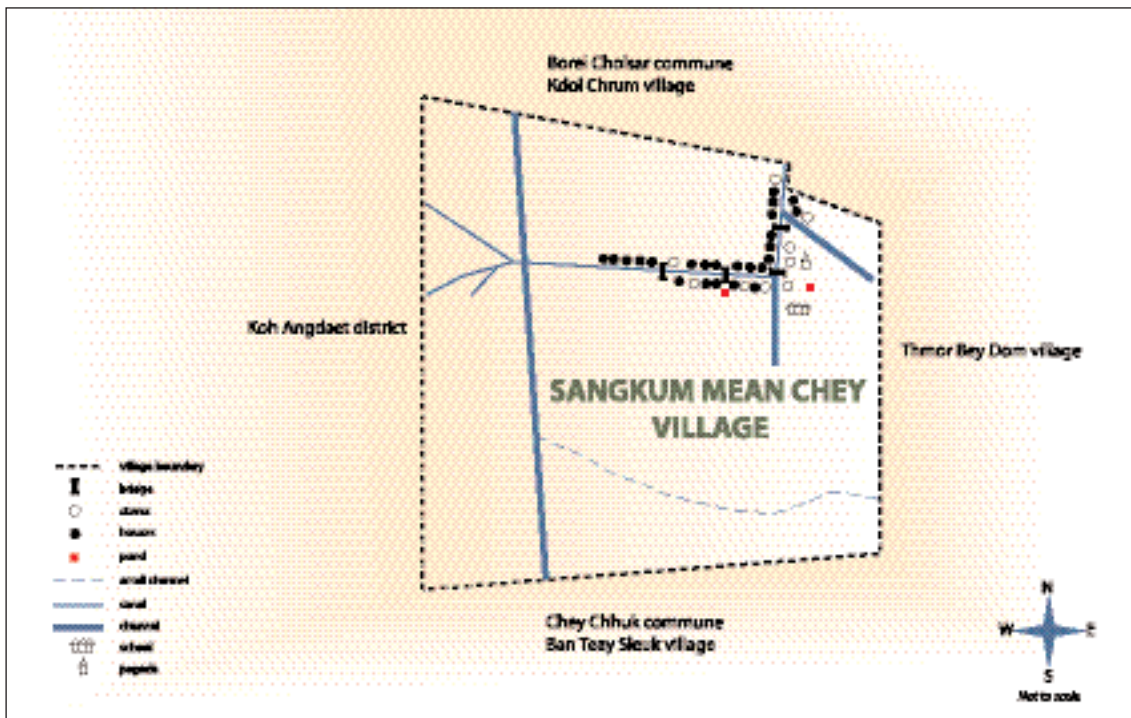 Borei Cholsar commune
Kdol Chrum village
Koh Angdaet district
Thmor Bey Dom village
SANGKUM MEAN CHEY
VILLAGE
village boundary
bridge
stores
houses
pond
small channel
canal
channel
school
pagoda
Chey Chhuk commune
Ban Teay Sleuk village
N
W
E
S
Not to scale